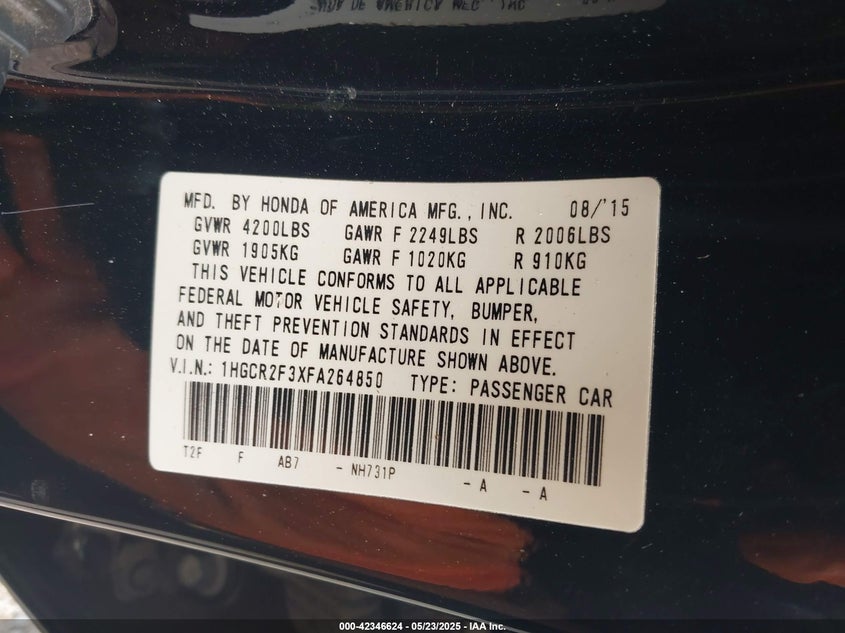 MFD. BY HONDA OF AMERICA MFG., INC. 08/'15
GVWR 4200LBS GAWR F 2249LBS R 2006LBS
GVWR 1905KG GAWR F 1020KG R 910KG
THIS VEHICLE CONFORMS TO ALL APPLICABLE
FEDERAL MOTOR VEHICLE SAFETY, BUMPER,
AND THEFT PREVENTION STANDARDS IN EFFECT
ON THE DATE OF MANUFACTURE SHOWN ABOVE.
V.I.N.: 1HGCR2F3XFA264850 TYPE: PASSENGER CAR
T2F F AB7 - NH731P - A - A
000-42346624 - 05/23/2025 - IAA Inc.